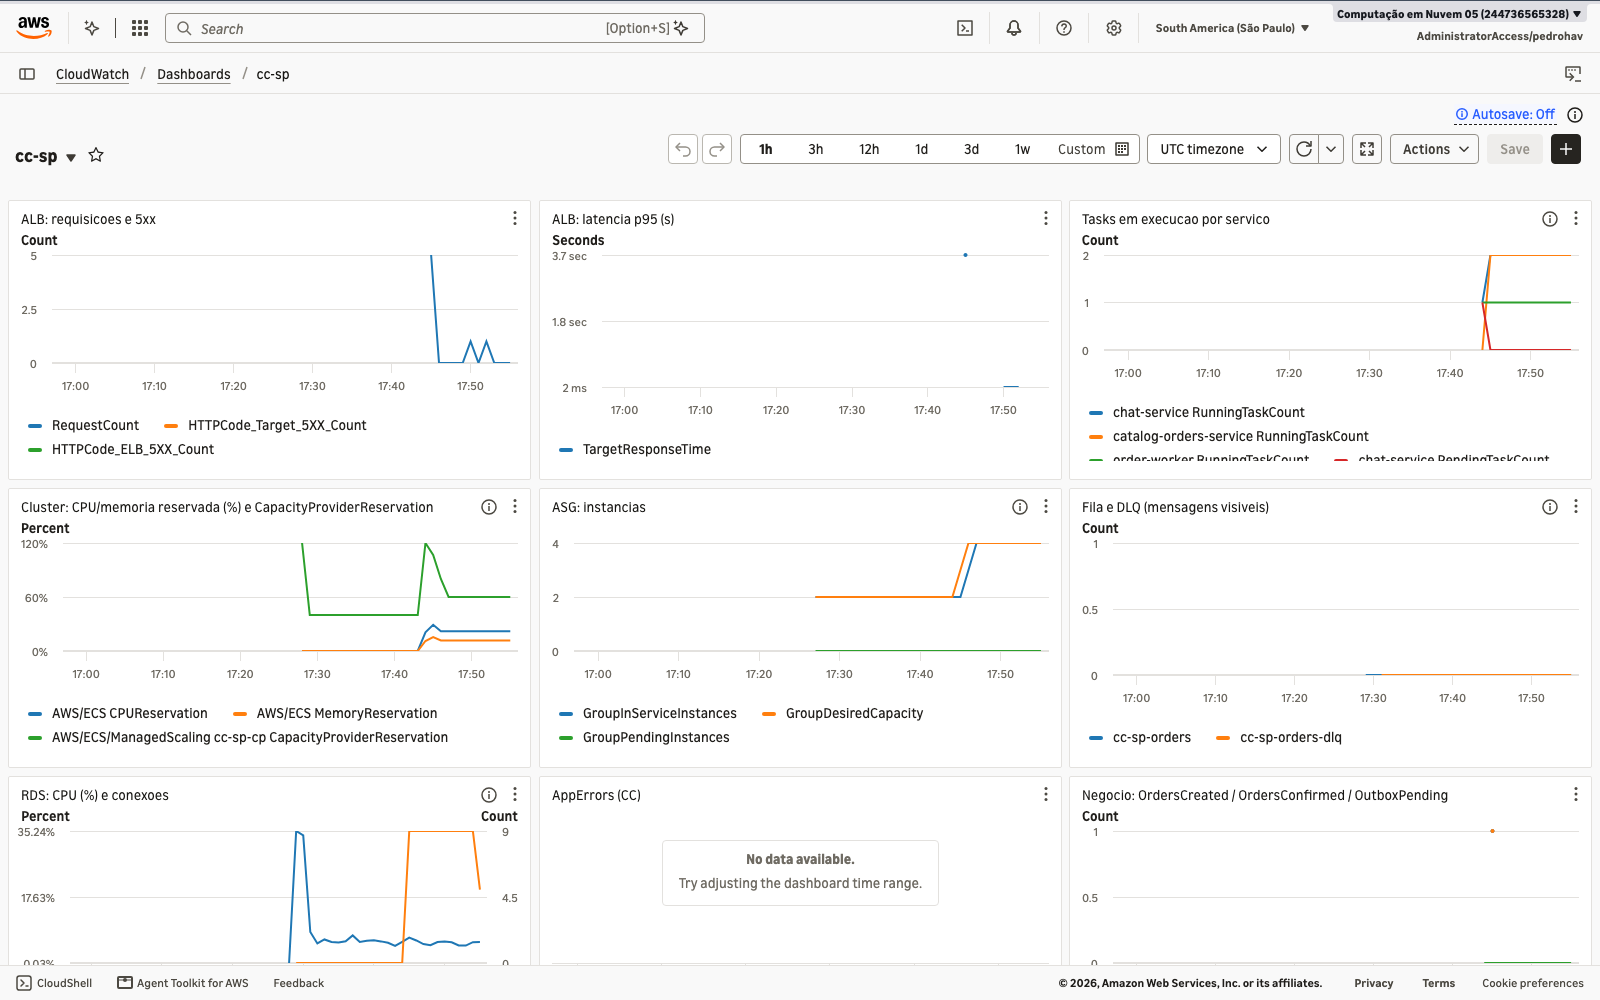 aws
Search
[Option+S]
South America (São Paulo)
Computação em Nuvem 05 (244736565328)
AdministratorAccess/pedrohav
CloudWatch / Dashboards / cc-sp
Autosave: Off
cc-sp
1h 3h 12h 1d 3d 1w Custom
UTC timezone
Actions
Save
ALB: requisicoes e 5xx
Count
5
2.5
0
17:00 17:10 17:20 17:30 17:40 17:50
RequestCount HTTPCode_Target_5XX_Count
HTTPCode_ELB_5XX_Count
ALB: latencia p95 (s)
Seconds
3.7 sec
1.8 sec
2 ms
17:00 17:10 17:20 17:30 17:40 17:50
TargetResponseTime
Tasks em execucao por servico
Count
2
1
0
17:00 17:10 17:20 17:30 17:40 17:50
chat-service RunningTaskCount
catalog-orders-service RunningTaskCount
order-worker RunningTaskCount chat-service PendingTaskCount
Cluster: CPU/memoria reservada (%) e CapacityProviderReservation
Percent
120%
60%
0%
17:00 17:10 17:20 17:30 17:40 17:50
AWS/ECS CPUReservation AWS/ECS MemoryReservation
AWS/ECS/ManagedScaling cc-sp-cp CapacityProviderReservation
ASG: instancias
4
2
0
17:00 17:10 17:20 17:30 17:40 17:50
GroupInServiceInstances GroupDesiredCapacity
GroupPendingInstances
Fila e DLQ (mensagens visiveis)
Count
1
0.5
0
17:00 17:10 17:20 17:30 17:40 17:50
cc-sp-orders cc-sp-orders-dlq
RDS: CPU (%) e conexoes
Percent Count
35.24% 9
17.63% 4.5
0.03% 0
AppErrors (CC)
No data available.
Try adjusting the dashboard time range.
Negocio: OrdersCreated / OrdersConfirmed / OutboxPending
Count
1
0.5
0
CloudShell Agent Toolkit for AWS Feedback
© 2026, Amazon Web Services, Inc. or its affiliates. Privacy Terms Cookie preferences